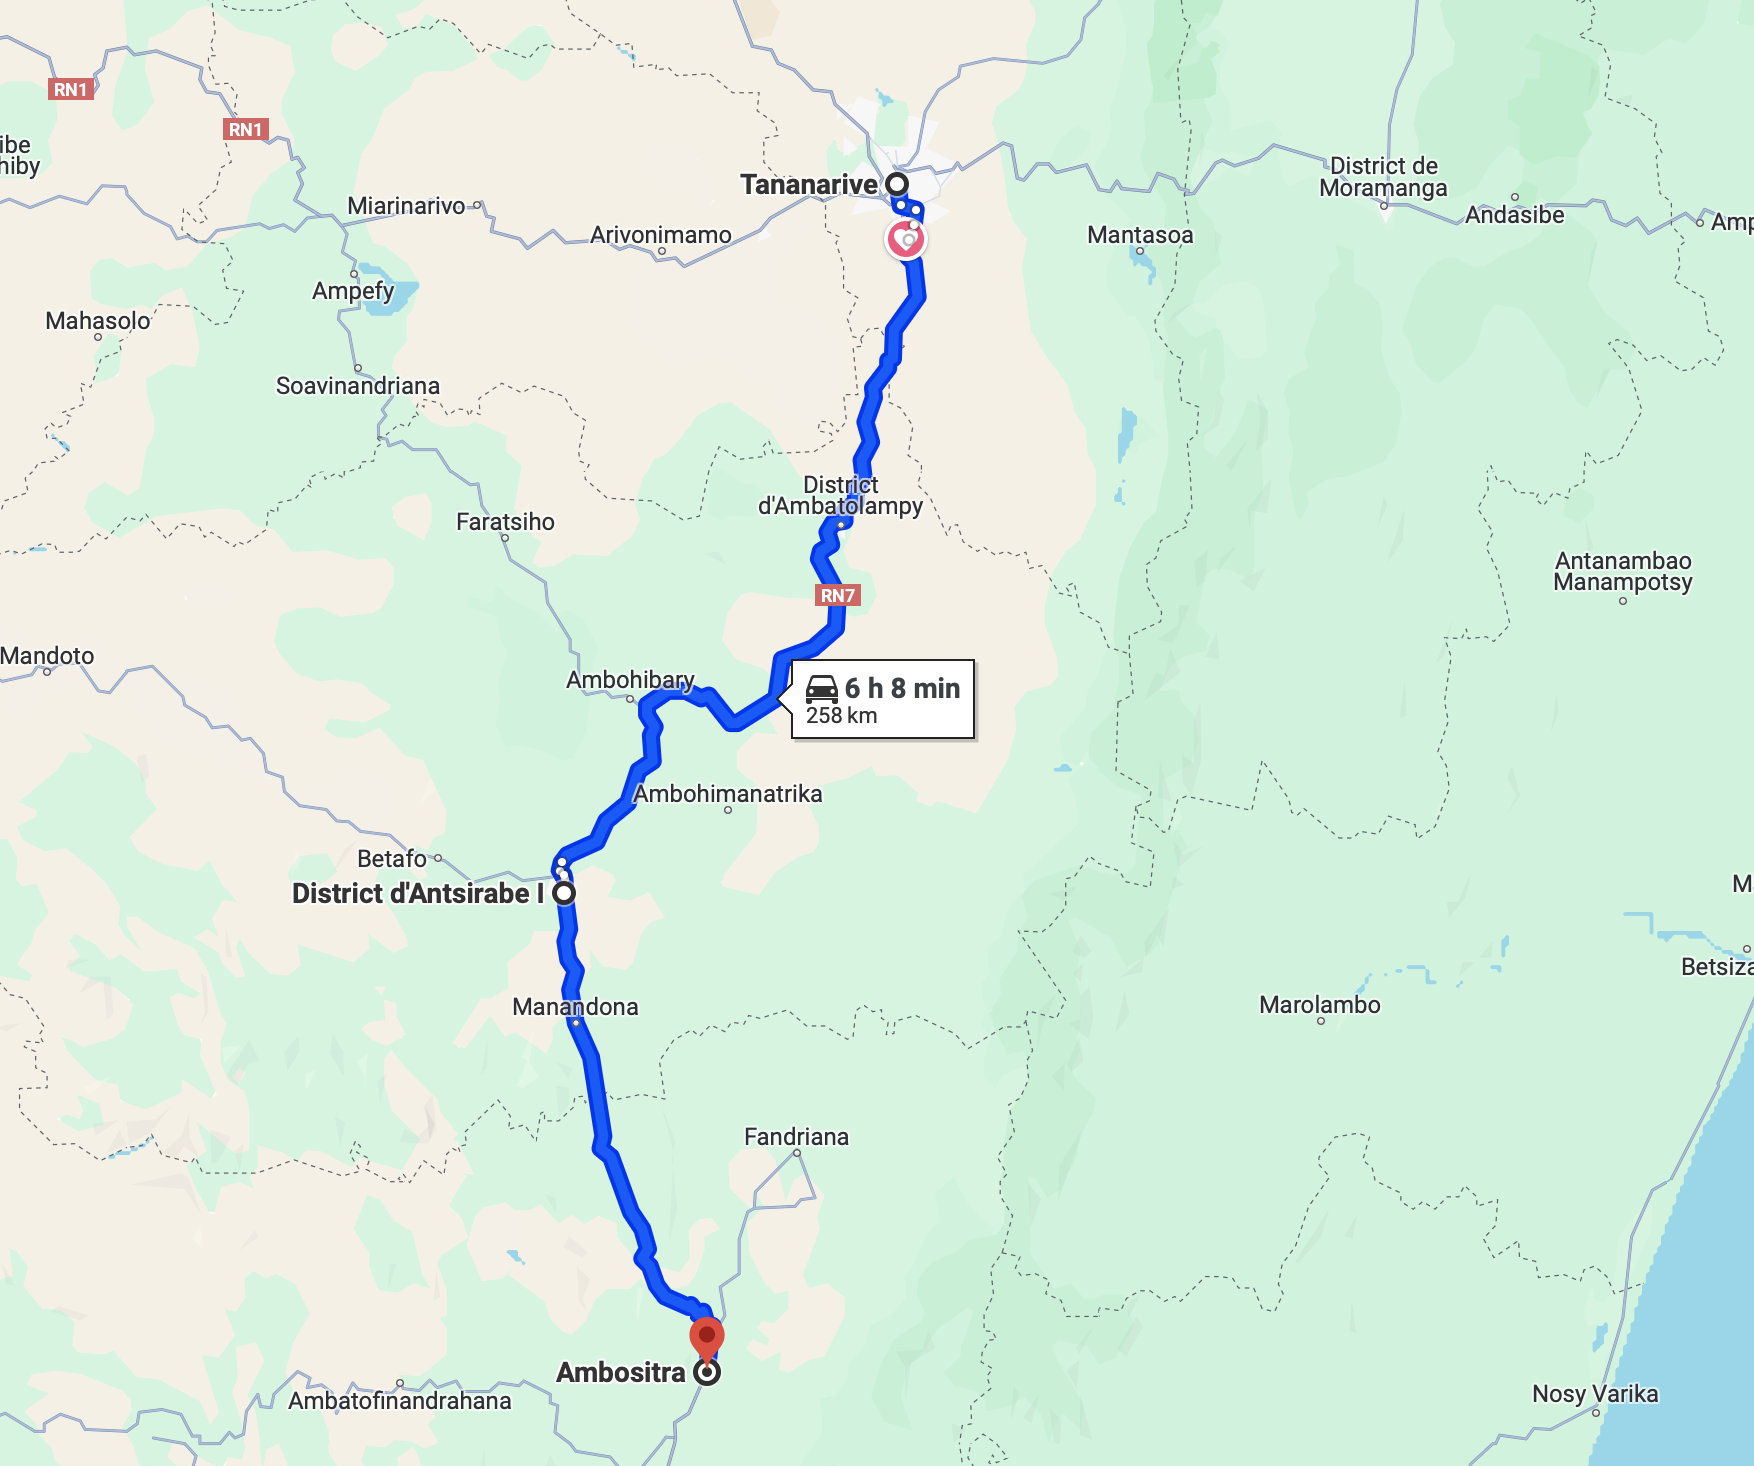 RN1
RN1
ibe
hiby
Tananarive
District de
Moramanga
Miarinarivo
Andasibe
Amp
Arivonimamo
Mantasoa
Ampefy
Mahasolo
Soavinandriana
District
d'Ambatolampy
Faratsiho
Antanambao
Manampotsy
RN7
Mandoto
Ambohibary
6 h 8 min
258 km
Ambohimanatrika
Betafo
District d'Antsirabe I
Ma
Betsiza
Manandona
Marolambo
Fandriana
Ambositra
Ambatofinandrahana
Nosy Varika